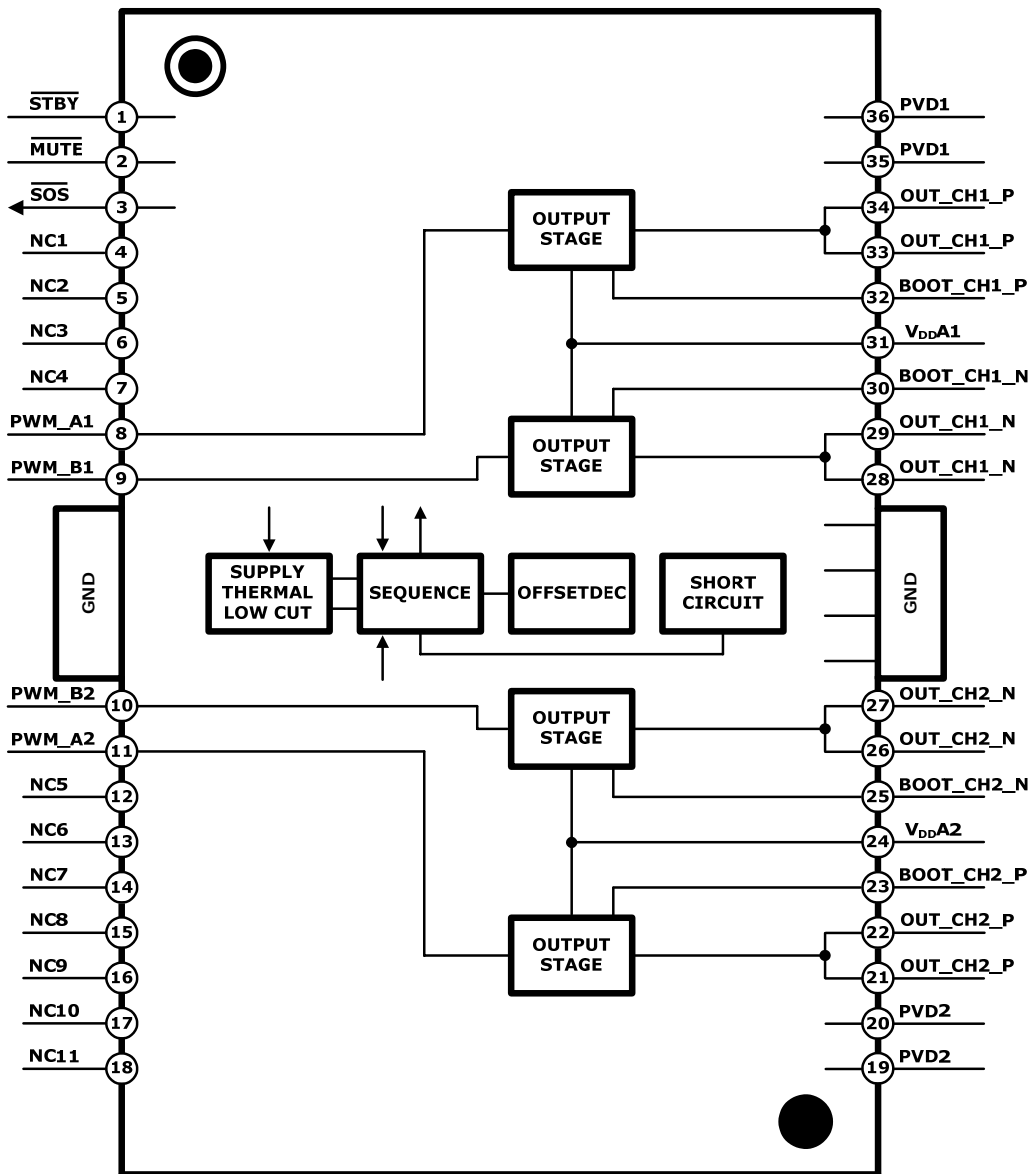 STBY
1
MUTE
2
SOS
3
NC1
4
NC2
5
NC3
6
NC4
7
PWM_A1
8
PWM_B1
9
GND
PWM_B2
10
PWM_A2
11
NC5
12
NC6
13
NC7
14
NC8
15
NC9
16
NC10
17
NC11
18
OUTPUT
STAGE
OUTPUT
STAGE
SUPPLY
THERMAL
LOW CUT
SEQUENCE
OFFSETDEC
SHORT
CIRCUIT
OUTPUT
STAGE
OUTPUT
STAGE
36
PVD1
35
PVD1
34
OUT_CH1_P
33
OUT_CH1_P
32
BOOT_CH1_P
31
VDDA1
30
BOOT_CH1_N
29
OUT_CH1_N
28
OUT_CH1_N
GND
27
OUT_CH2_N
26
OUT_CH2_N
25
BOOT_CH2_N
24
VDDA2
23
BOOT_CH2_P
22
OUT_CH2_P
21
OUT_CH2_P
20
PVD2
19
PVD2